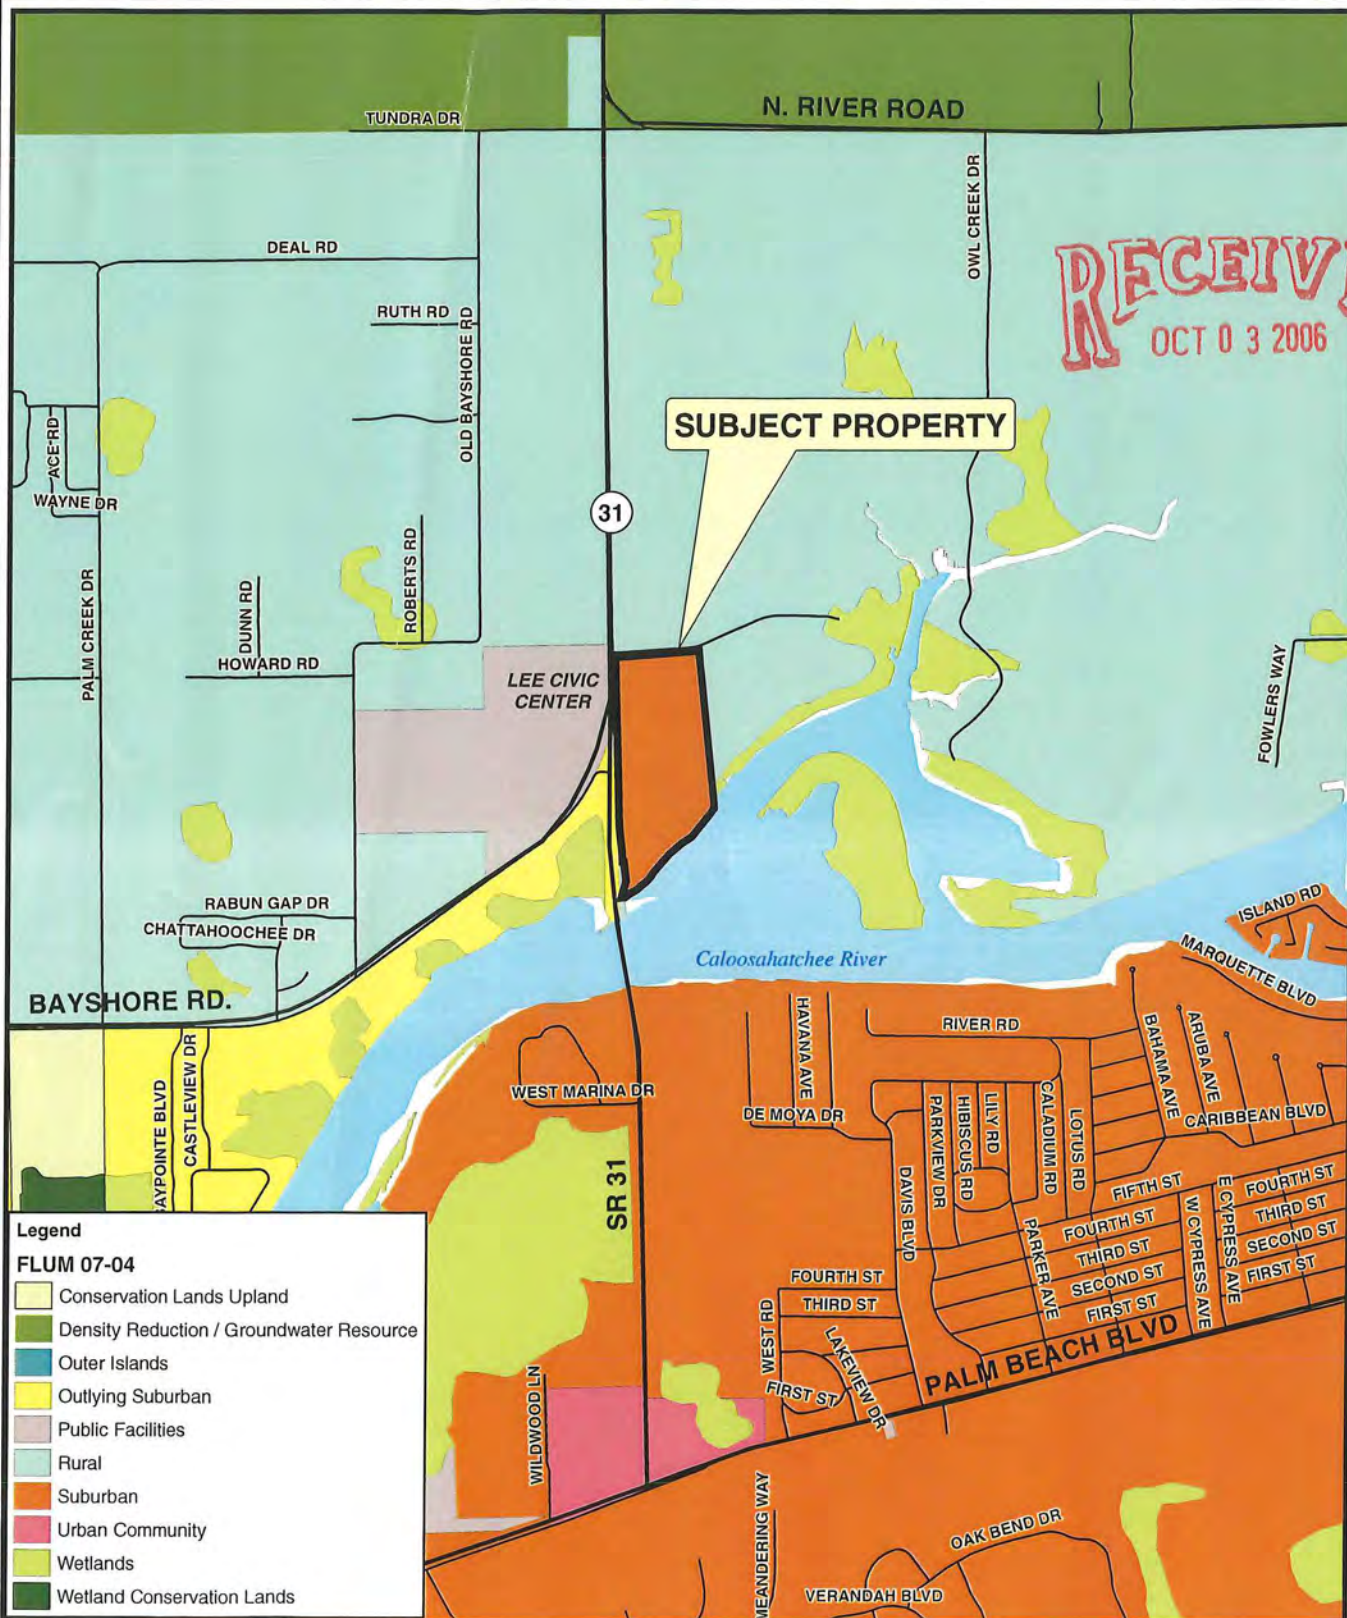 TUNDRA DR
N. RIVER ROAD
OWL CREEK DR
DEAL RD
RUTH RD
OLD BAYSHORE RD
OCT 03 2006
SUBJECT PROPERTY
ACE RD
WAYNE DR
31
PALM CREEK DR
DUNN RD
ROBERTS RD
HOWARD RD
LEE CIVIC
CENTER
FOWLERS WAY
RABUN GAP DR
CHATTAHOOCHEE DR
BAYSHORE RD.
Caloosahatchee River
ISLAND RD
MARQUETTE BLVD
CASTLEVIEW DR
WEST MARINA DR
HAVANA AVE
DE MOYA DR
RIVER RD
BAHAMA AVE
ARUBA AVE
CARIBBEAN BLVD
PARKVIEW DR
HIBISCUS RD
LILY RD
CALADIUM RD
LOTUS RD
SR 31
DAVIS BLVD
PARKER AVE
FIFTH ST
FOURTH ST
THIRD ST
SECOND ST
FIRST ST
W CYPRESS AVE
E CYPRESS AVE
FOURTH ST
THIRD ST
SECOND ST
FIRST ST
FOURTH ST
THIRD ST
WEST RD
LAKEVIEW DR
FIRST ST
PALM BEACH BLVD
WILDWOOD LN
MEANDERING WAY
OAK BEND DR
VERANDAH BLVD
Legend
FLUM 07-04
Conservation Lands Upland
Density Reduction / Groundwater Resource
Outer Islands
Outlying Suburban
Public Facilities
Rural
Suburban
Urban Community
Wetlands
Wetland Conservation Lands